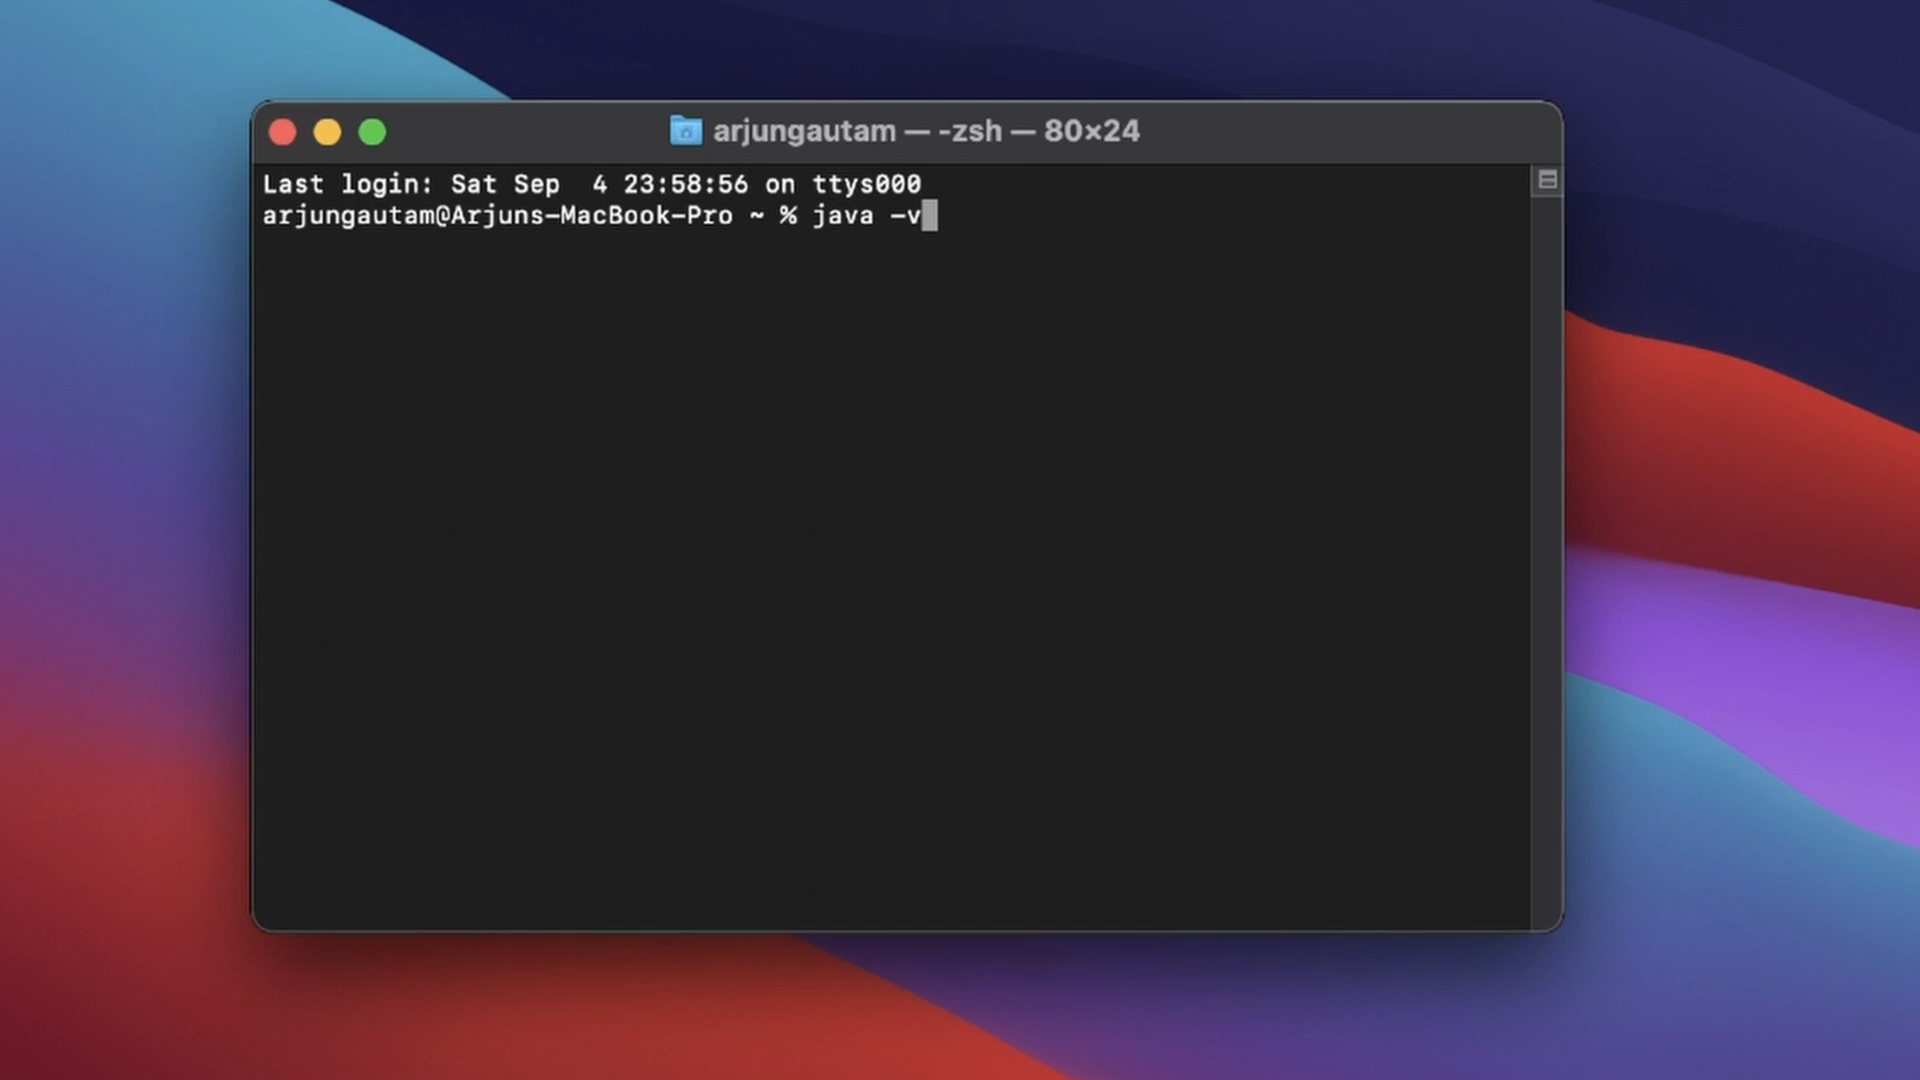 arjungautam — -zsh — 80×24
Last login: Sat Sep  4 23:58:56 on ttys000
arjungautam@Arjuns-MacBook-Pro ~ % java -v